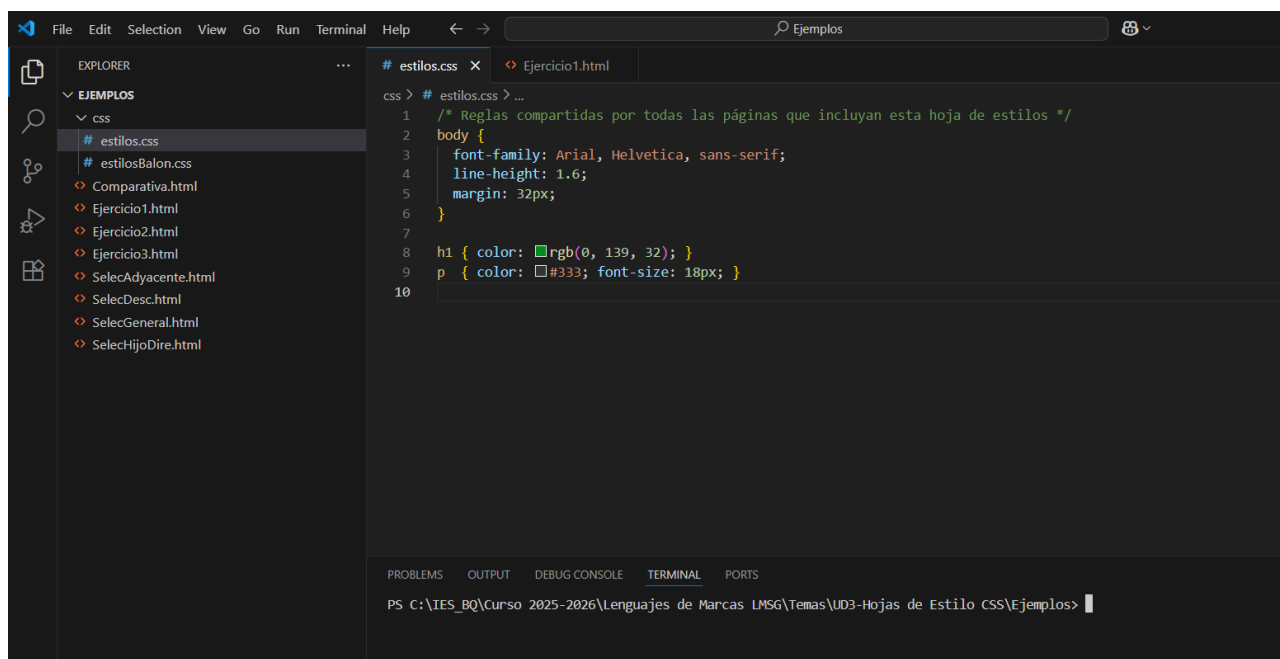 File Edit Selection View Go Run Terminal Help Ejemplos
EXPLORER
EJEMPLOS
css
# estilos.css
# estilosBalon.css
<> Comparativa.html
<> Ejercicio1.html
<> Ejercicio2.html
<> Ejercicio3.html
<> SelecAdyacente.html
<> SelecDesc.html
<> SelecGeneral.html
<> SelecHijoDire.html
# estilos.css <> Ejercicio1.html
css > # estilos.css > ...
1 /* Reglas compartidas por todas las páginas que incluyan esta hoja de estilos */
2 body {
3 font-family: Arial, Helvetica, sans-serif;
4 line-height: 1.6;
5 margin: 32px;
6 }
7
8 h1 { color: rgb(0, 139, 32); }
9 p { color: #333; font-size: 18px; }
10
PROBLEMS OUTPUT DEBUG CONSOLE TERMINAL PORTS
PS C:\IES_BQ\Curso 2025-2026\Lenguajes de Marcas LMSG\Temas\UD3-Hojas de Estilo CSS\Ejemplos>